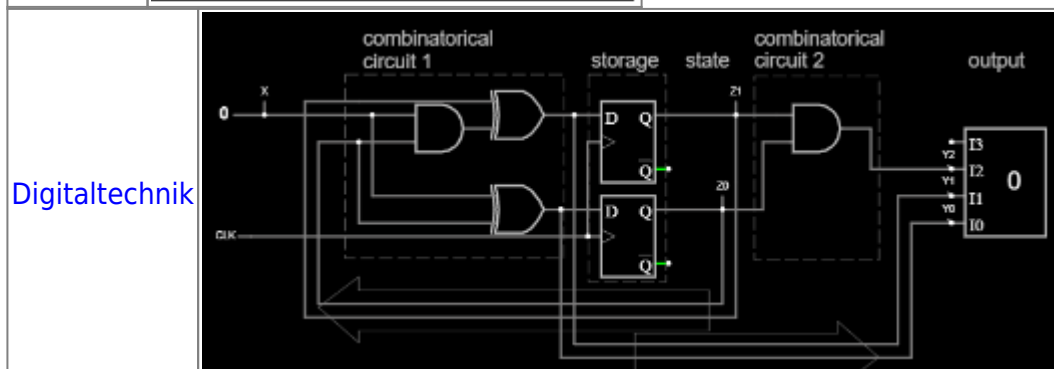 Digitaltechnik
combinatorical
circuit 1
storage
state
combinatorical
circuit 2
output
X
0
Z1
D Q
Q
Z0
D Q
Q
CLK
Y2
Y1
Y0
I3
I2
I1
I0
0